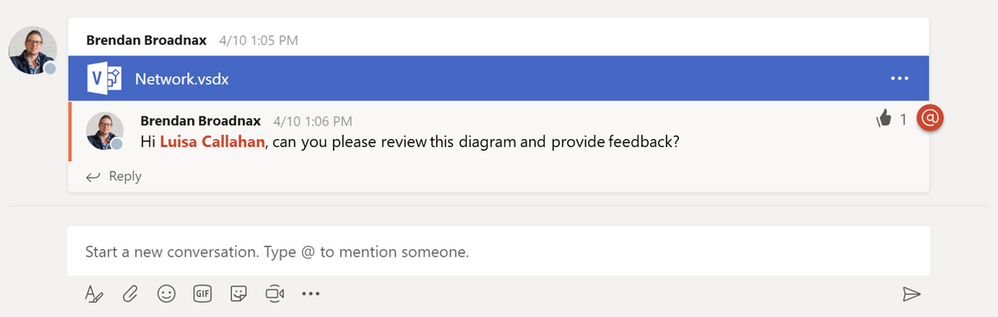 Brendan Broadnax 4/10 1:05 PM
V
Network.vsdx
Brendan Broadnax 4/10 1:06 PM
1
@
Hi Luisa Callahan, can you please review this diagram and provide feedback?
Reply
Start a new conversation. Type @ to mention someone.
GIF